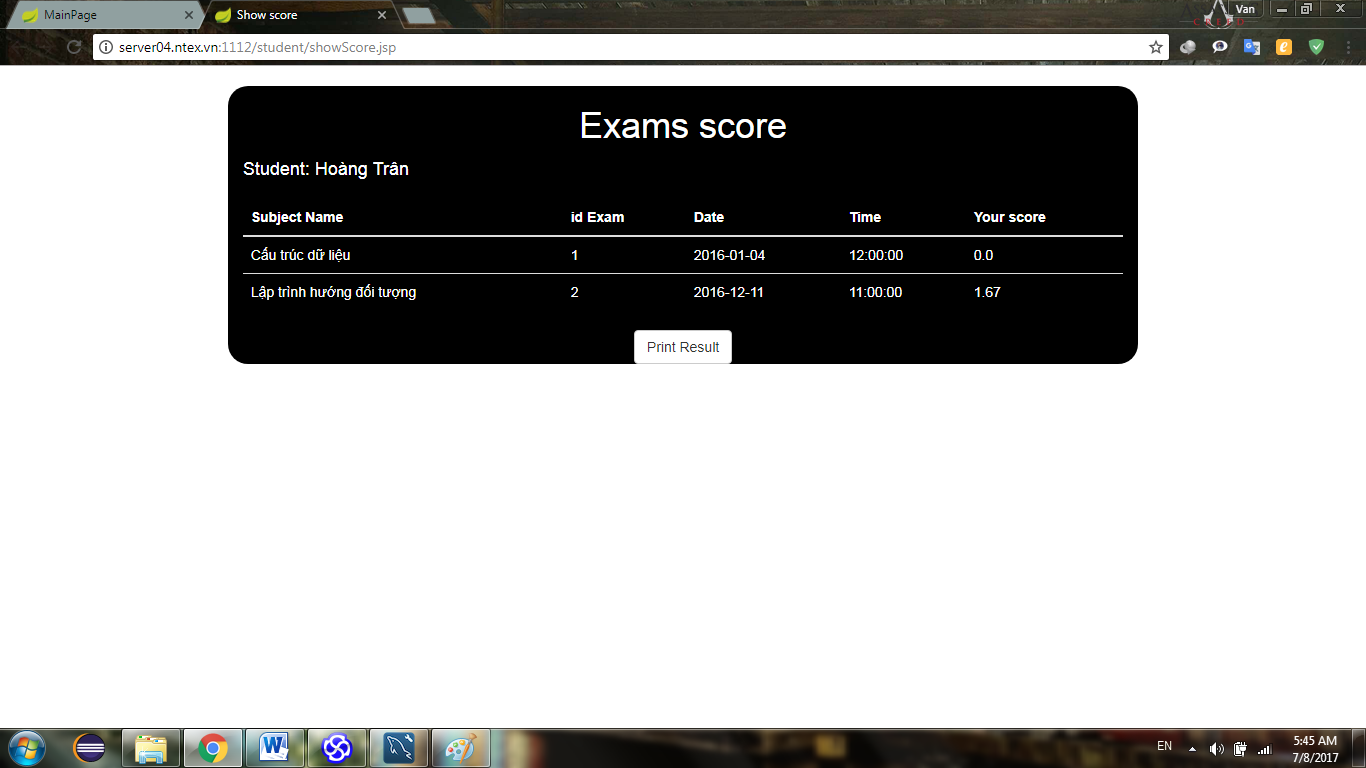 MainPage
Show score
Van
server04.ntex.vn:1112/student/showScore.jsp
Exams score
Student: Hoàng Trân
Subject Name id Exam Date Time Your score
Cấu trúc dữ liệu 1 2016-01-04 12:00:00 0.0
Lập trình hướng đối tượng 2 2016-12-11 11:00:00 1.67
Print Result
EN
5:45 AM
7/8/2017